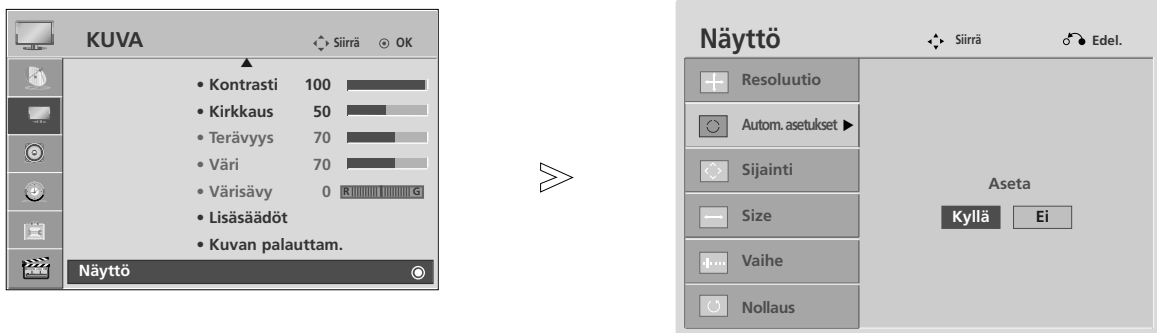 KUVA Siirrä OK
• Kontrasti 100
• Kirkkaus 50
• Terävyys 70
• Väri 70
• Värisävy 0 R G
• Lisäsäädöt
• Kuvan palauttam.
Näyttö
Näyttö Siirrä Edel.
Resoluutio
Autom. asetukset ▶
Sijainti
Size
Vaihe
Nollaus
Aseta
Kyllä Ei